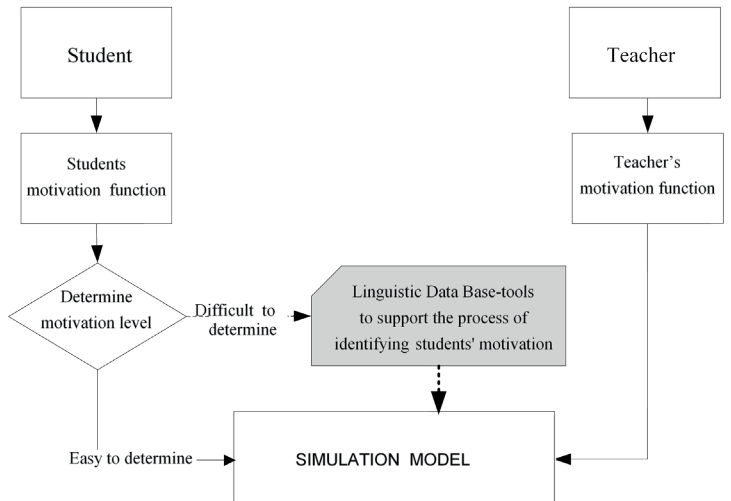 Student
Teacher
Students
motivation function
Teacher's
motivation function
Determine
motivation level
Difficult to
determine
Linguistic Data Base-tools
to support the process of
identifying students' motivation
Easy to determine
SIMULATION MODEL